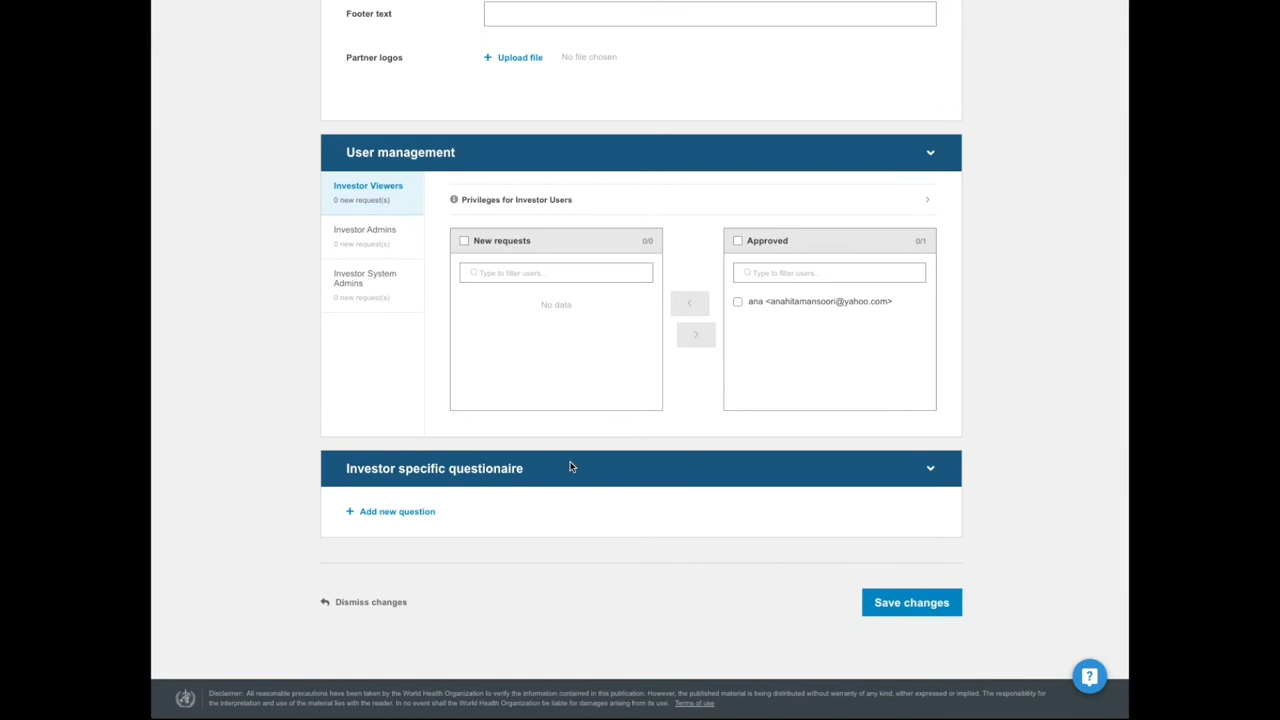 Footer text
Partner logos
+ Upload file No file chosen
User management
Investor Viewers
0 new request(s)
Investor Admins
0 new request(s)
Investor System
Admins
0 new request(s)
Privileges for Investor Users
New requests 0/0
Type to filter users...
No data
Approved 0/1
Type to filter users...
ana <anahitamansoori@yahoo.com>
Investor specific questionaire
+ Add new question
Dismiss changes
Save changes
Disclaimer: All reasonable precautions have been taken by the World Health Organization to verify the information contained in this publication. However, the published material is being distributed without warranty of any kind, either expressed or implied. The responsibility for
the interpretation and use of the material lies with the reader. In no event shall the World Health Organization be liable for damages arising from its use. Terms of use